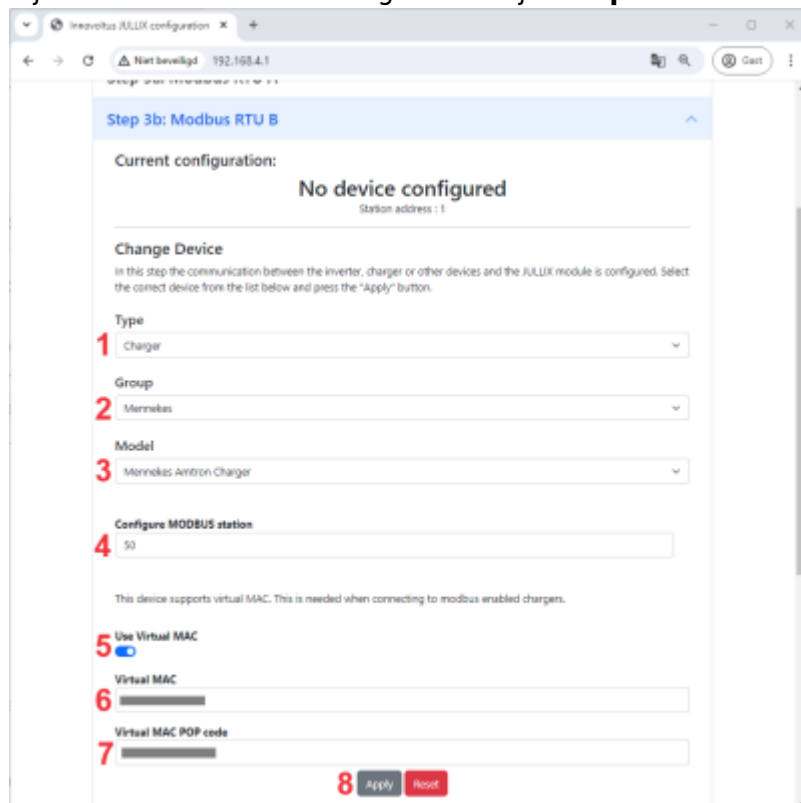 Innovoltus JULLIX configuration
Niet beveiligd 192.168.4.1
Gast
Step 3b: Modbus RTU B
Current configuration:
No device configured
Station address : 1
Change Device
In this step the communication between the inverter, charger or other devices and the JULLIX module is configured. Select
the correct device from the list below and press the "Apply" button.
Type
1 Charger
Group
2 Mennekes
Model
3 Mennekes Amtron Charger
Configure MODBUS station
4 50
This device supports virtual MAC. This is needed when connecting to modbus enabled chargers.
Use Virtual MAC
5
Virtual MAC
6
Virtual MAC POP code
7
8 Apply Reset